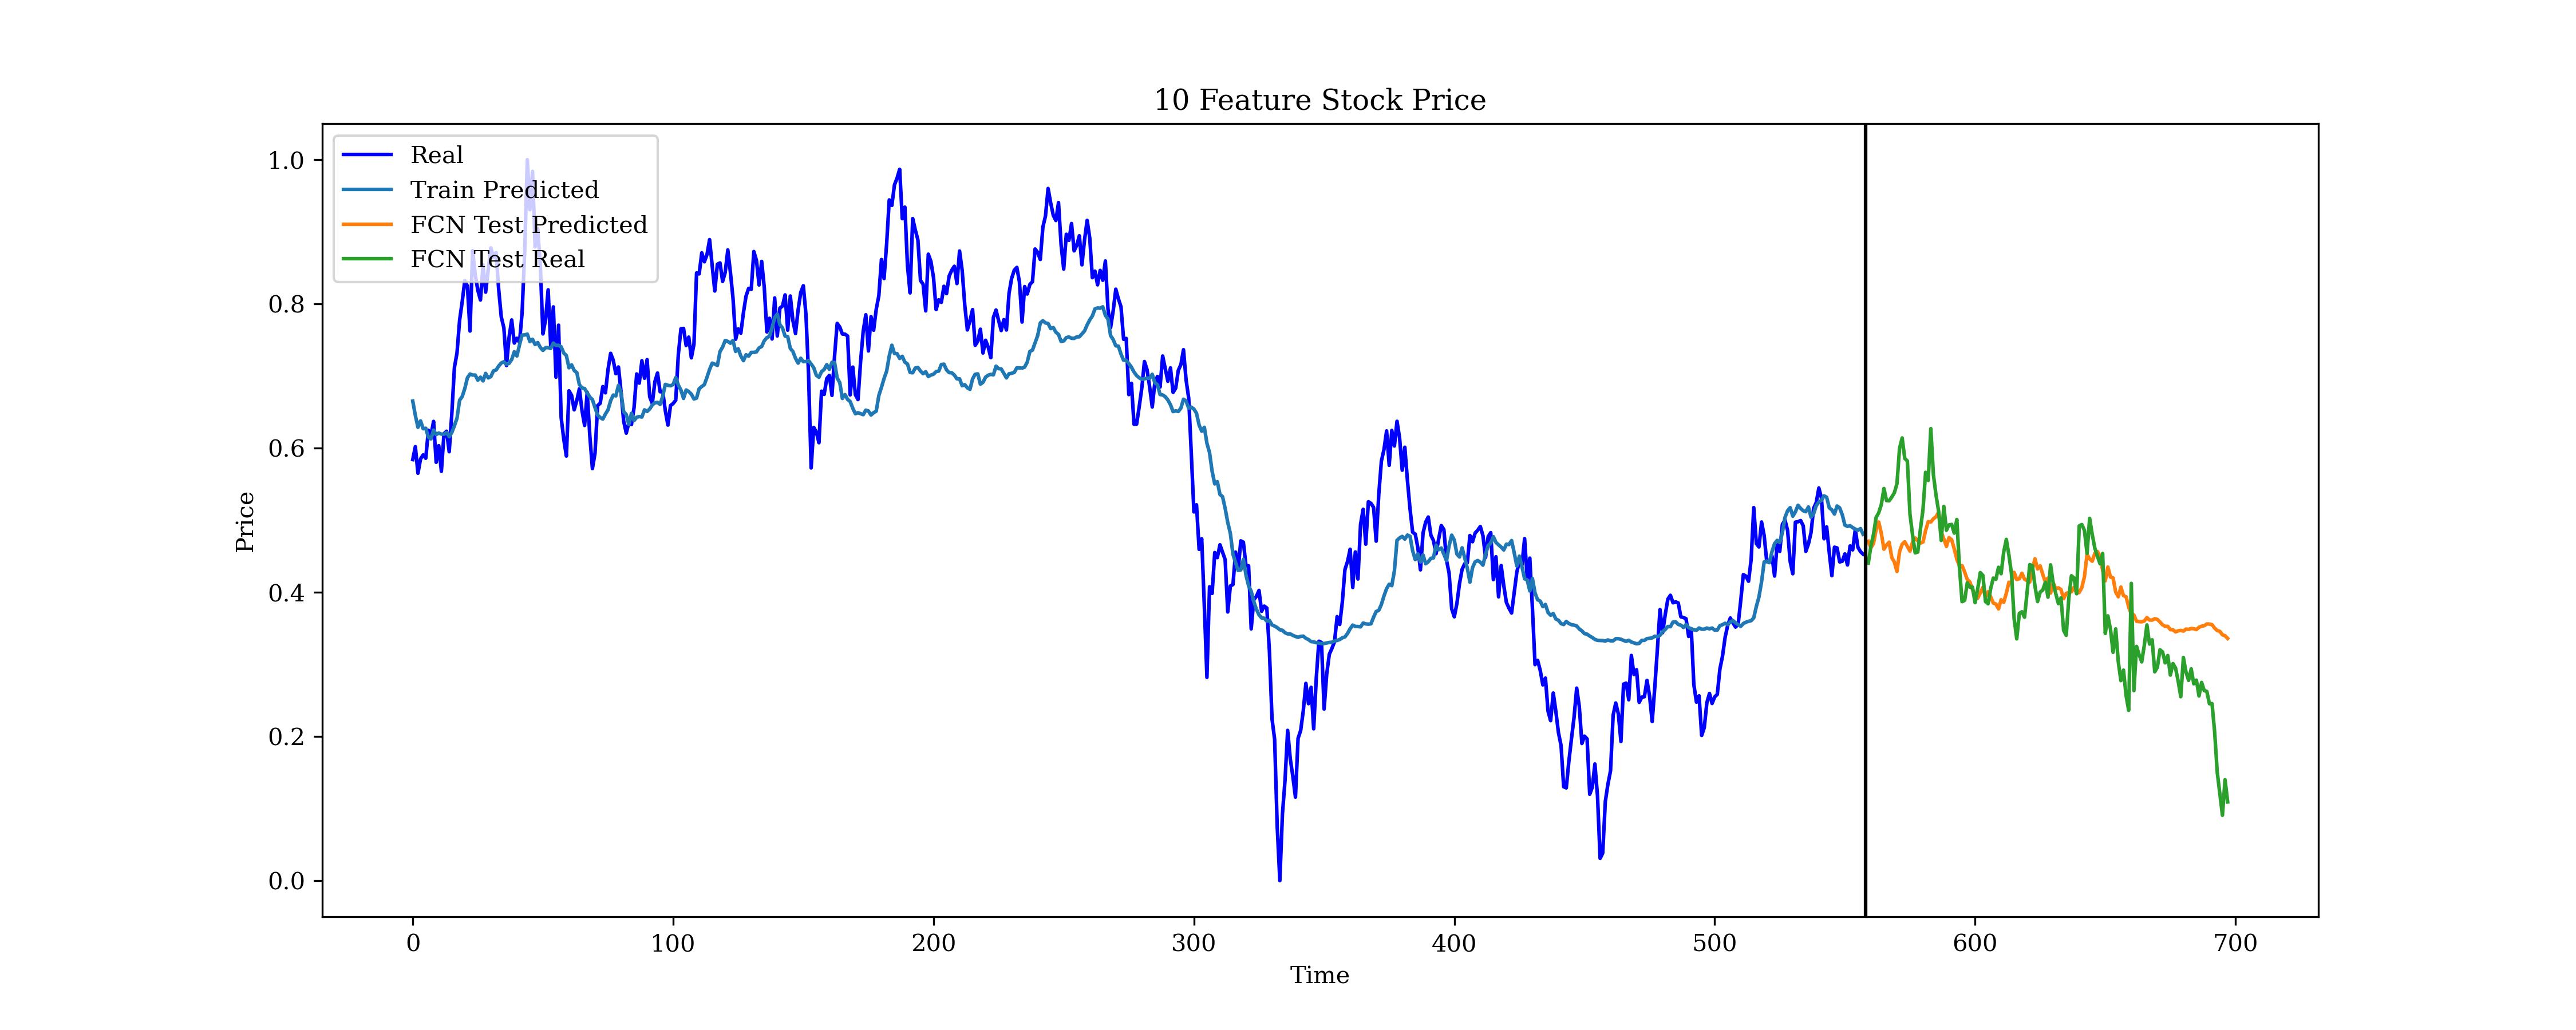 10 Feature Stock Price
Real
Train Predicted
FCN Test Predicted
FCN Test Real
1.0
0.8
0.6
0.4
0.2
0.0
Price
0 100 200 300 400 500 600 700
Time